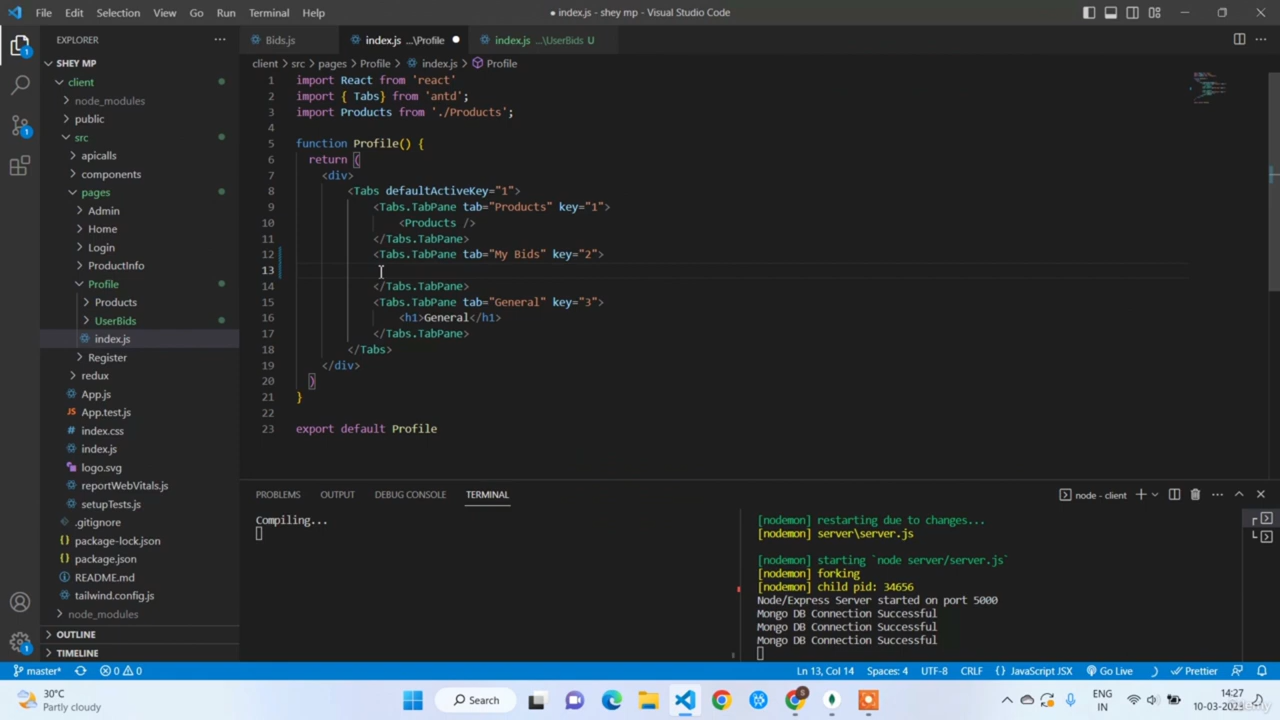 File Edit Selection View Go Run Terminal Help
● index.js - shey mp - Visual Studio Code
EXPLORER
Bids.js
index.js ...\Profile
index.js ...\UserBids U
SHEY MP
client > src > pages > Profile > index.js > Profile
client
node_modules
public
src
apicalls
components
pages
Admin
Home
Login
ProductInfo
Profile
Products
UserBids
index.js
Register
redux
App.js
App.test.js
index.css
index.js
logo.svg
reportWebVitals.js
setupTests.js
.gitignore
package-lock.json
package.json
README.md
tailwind.config.js
node_modules
OUTLINE
TIMELINE
1 import React from 'react'
2 import { Tabs} from 'antd';
3 import Products from './Products';
4
5 function Profile() {
6 return (
7 <div>
8 <Tabs defaultActiveKey="1">
9 <Tabs.TabPane tab="Products" key="1">
10 <Products />
11 </Tabs.TabPane>
12 <Tabs.TabPane tab="My Bids" key="2">
13
14 </Tabs.TabPane>
15 <Tabs.TabPane tab="General" key="3">
16 <h1>General</h1>
17 </Tabs.TabPane>
18 </Tabs>
19 </div>
20 )
21 }
22
23 export default Profile
PROBLEMS OUTPUT DEBUG CONSOLE TERMINAL
node - client
Compiling...
[nodemon] restarting due to changes...
[nodemon] server\server.js
[nodemon] starting `node server/server.js`
[nodemon] forking
[nodemon] child pid: 34656
Node/Express Server started on port 5000
Mongo DB Connection Successful
Mongo DB Connection Successful
Mongo DB Connection Successful
master* 0 0 Ln 13, Col 14 Spaces: 4 UTF-8 CRLF JavaScript JSX Go Live Prettier
30°C
Partly cloudy
Search
ENG
IN
14:27
10-03-2023